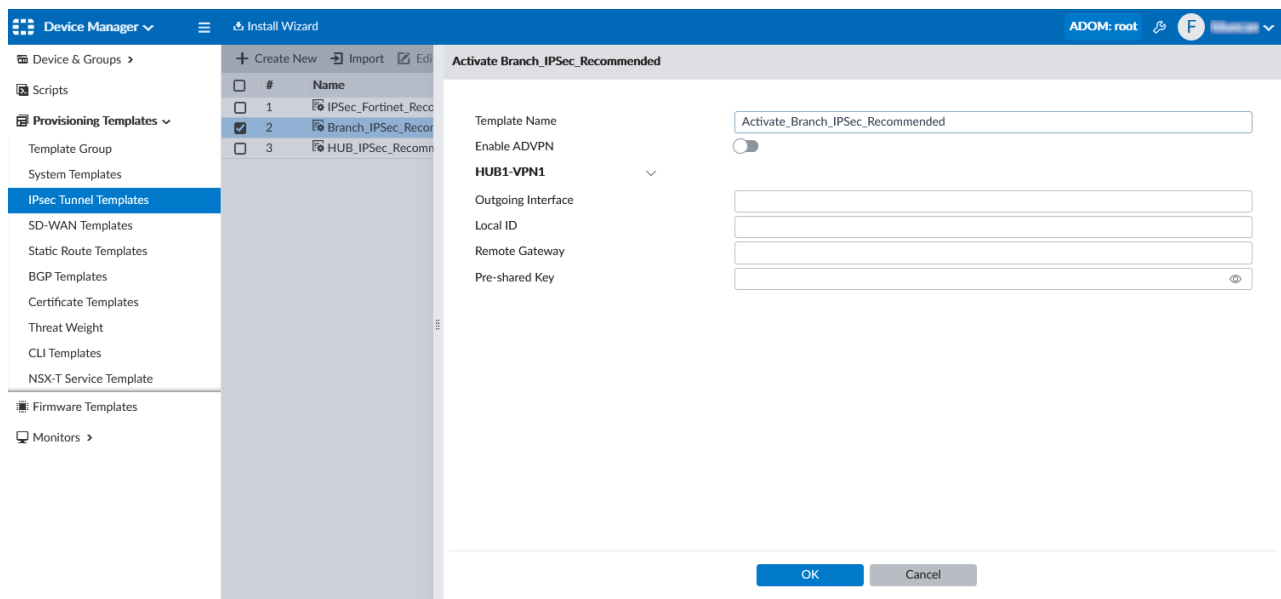 Device Manager
Install Wizard
ADOM: root
F
Device & Groups
Scripts
Provisioning Templates
Template Group
System Templates
IPsec Tunnel Templates
SD-WAN Templates
Static Route Templates
BGP Templates
Certificate Templates
Threat Weight
CLI Templates
NSX-T Service Template
Firmware Templates
Monitors
+ Create New Import Edi
# Name
1 IPSec_Fortinet_Reco
2 Branch_IPSec_Recor
3 HUB_IPSec_Recomn
Activate Branch_IPSec_Recommended
Template Name Activate_Branch_IPSec_Recommended
Enable ADVPN
HUB1-VPN1
Outgoing Interface
Local ID
Remote Gateway
Pre-shared Key
OK Cancel